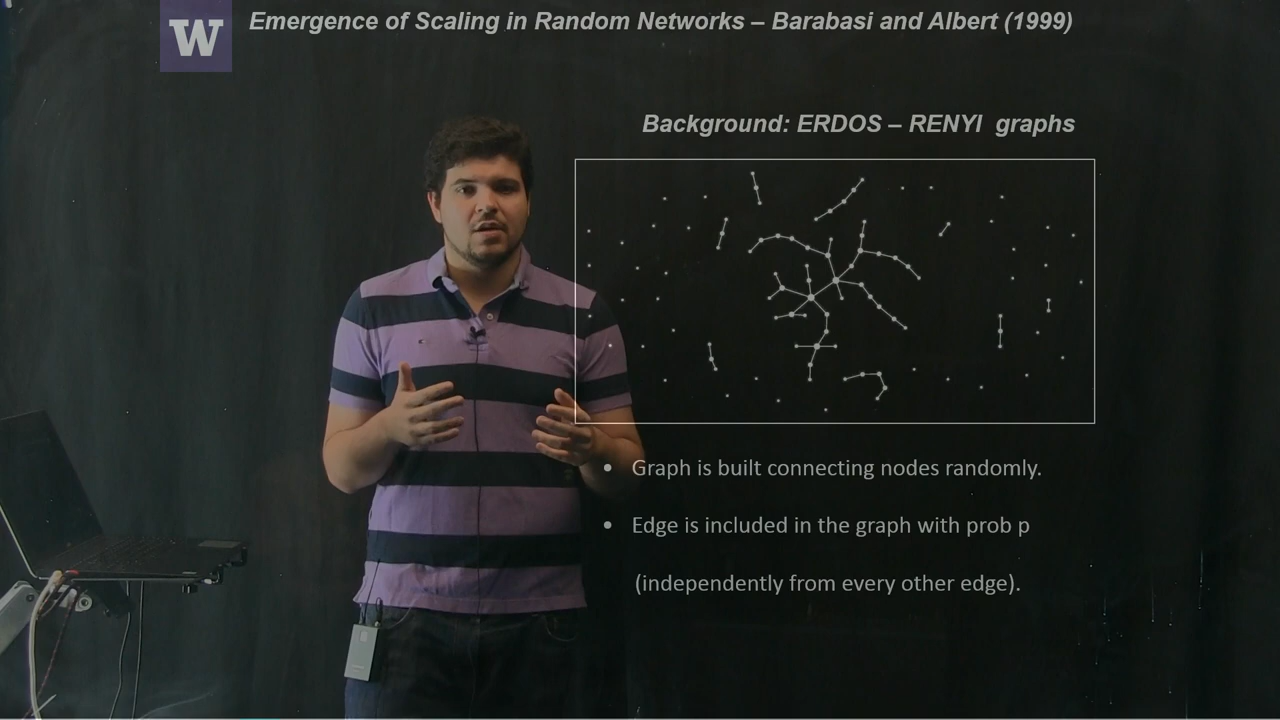 W
Emergence of Scaling in Random Networks – Barabasi and Albert (1999)
Background: ERDOS – RENYI graphs
• Graph is built connecting nodes randomly.
• Edge is included in the graph with prob p
(independently from every other edge).